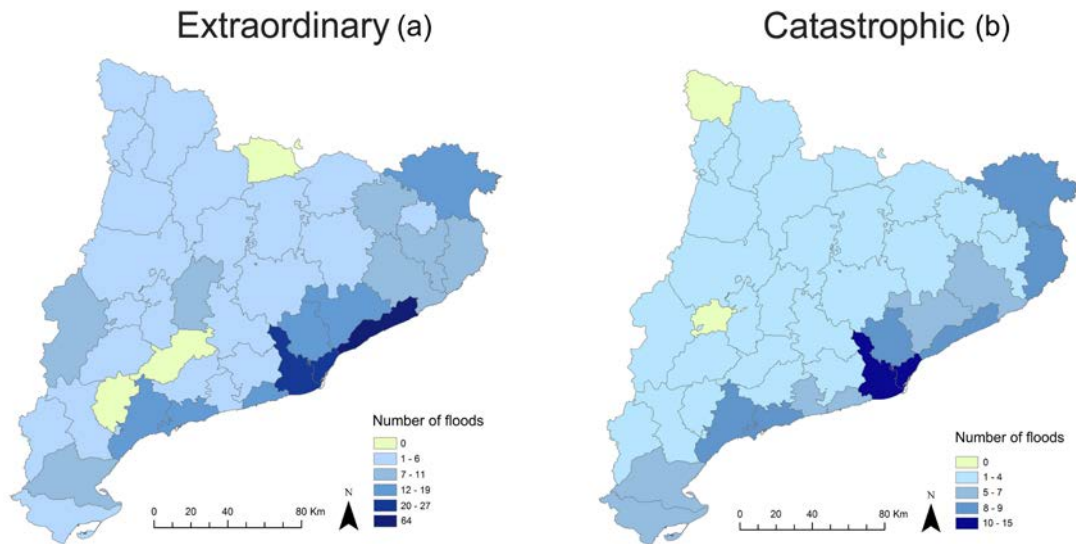 Extraordinary (a)
Catastrophic (b)
Number of floods
0
1 - 6
7 - 11
12 - 19
20 - 27
64
0 20 40 80 Km
N
Number of floods
0
1 - 4
5 - 7
8 - 9
10 - 15
0 20 40 80 Km
N